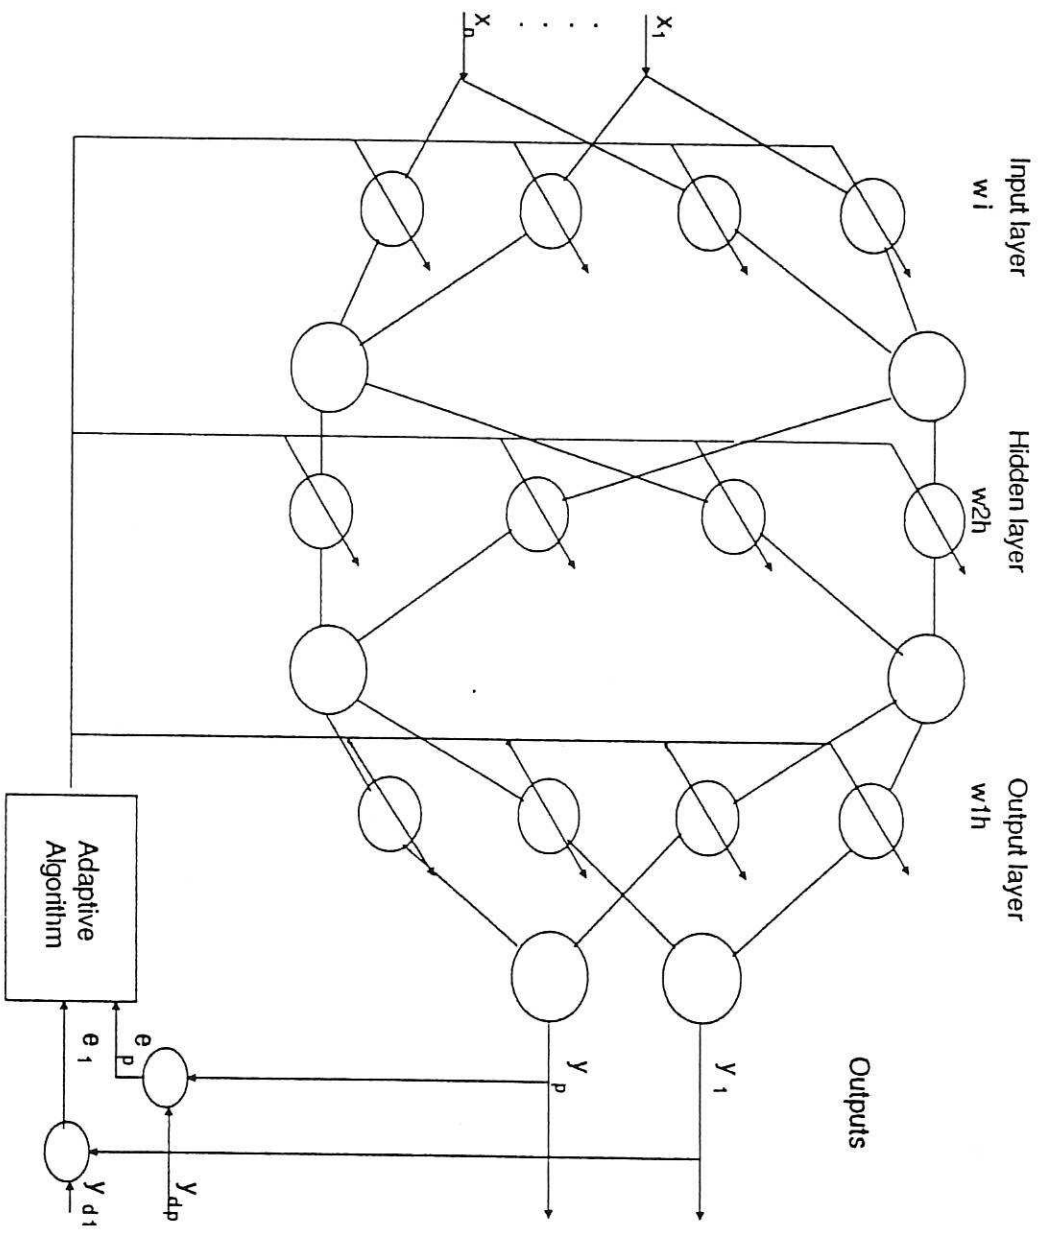 Input layer
wi
Hidden layer
w2h
Output layer
w1h
Outputs
x1
. . . .
xn
y1
yp
Adaptive
Algorithm
ep
e1
ydp
yd1